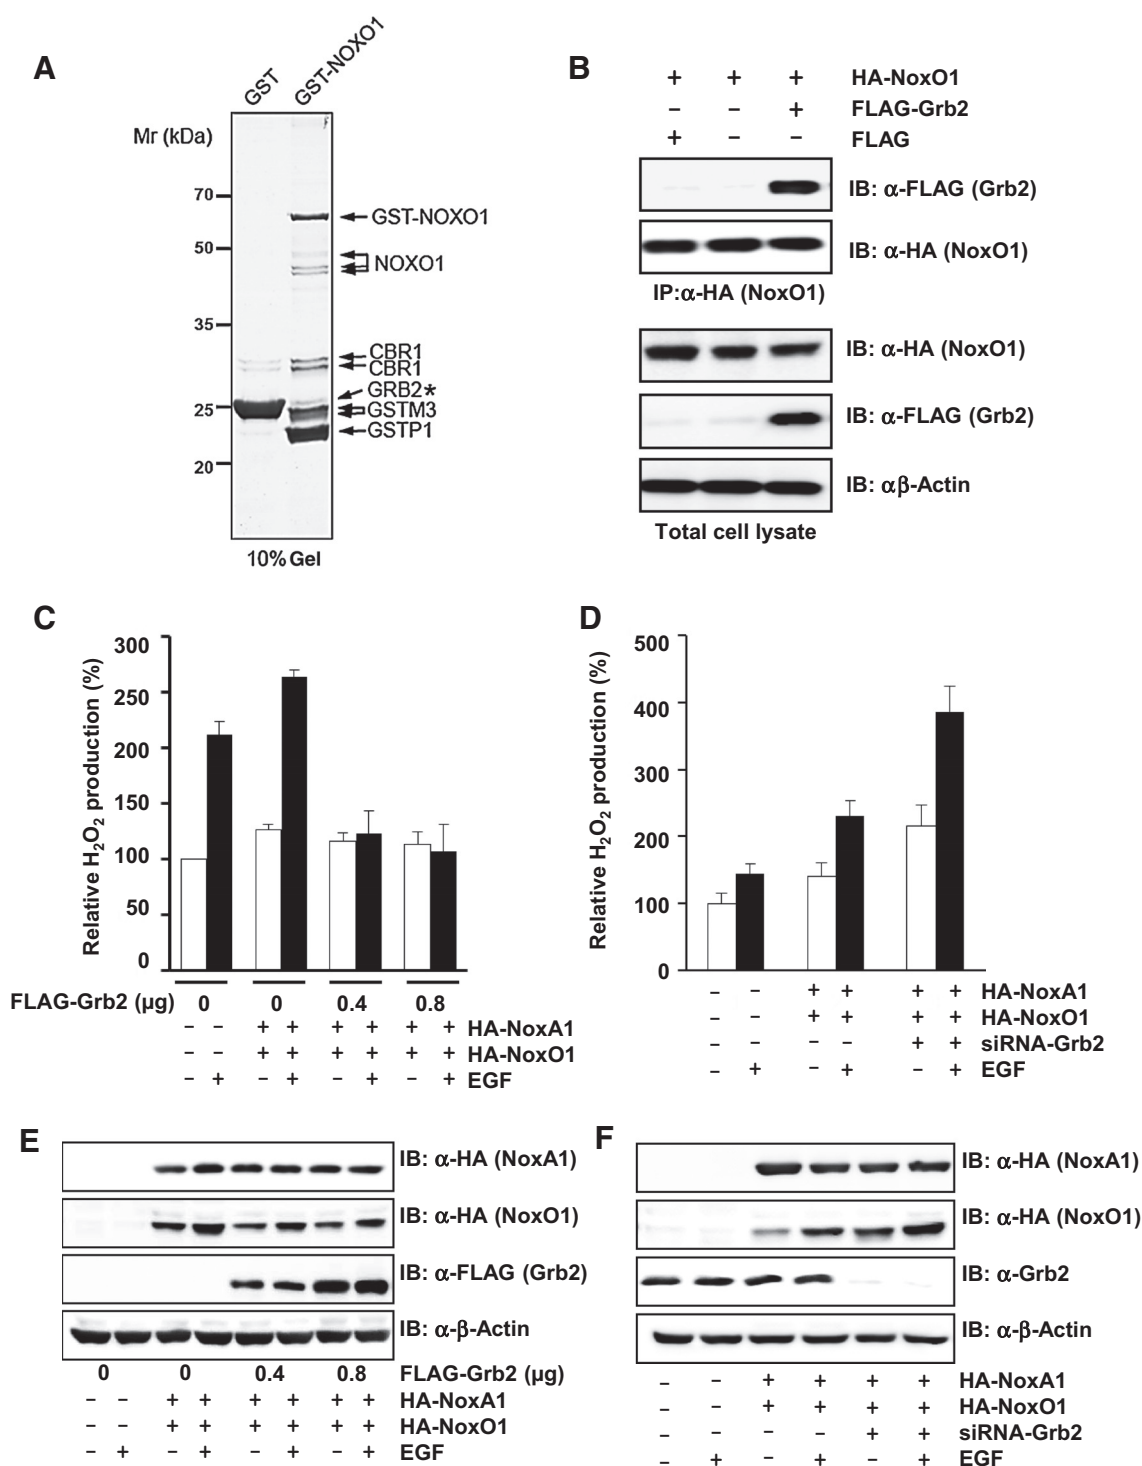 A
GST
GST-NOXO1
Mr (kDa)
70
50
35
25
20
GST-NOXO1
NOXO1
CBR1
CBR1
GRB2*
GSTM3
GSTP1
10% Gel
B
+ + + HA-NoxO1
− − + FLAG-Grb2
+ − − FLAG
IB: α-FLAG (Grb2)
IB: α-HA (NoxO1)
IP:α-HA (NoxO1)
IB: α-HA (NoxO1)
IB: α-FLAG (Grb2)
IB: αβ-Actin
Total cell lysate
C
Relative H₂O₂ production (%)
300
250
200
150
100
50
0
FLAG-Grb2 (µg) 0 0 0.4 0.8
− − + + + + + + HA-NoxA1
− − + + + + + + HA-NoxO1
− + − + − + − + EGF
D
Relative H₂O₂ production (%)
500
400
300
200
100
0
− − + + + + HA-NoxA1
− − + + + + HA-NoxO1
− − − − + + siRNA-Grb2
− + − + − + EGF
E
IB: α-HA (NoxA1)
IB: α-HA (NoxO1)
IB: α-FLAG (Grb2)
IB: α-β-Actin
0 0 0.4 0.8 FLAG-Grb2 (µg)
− − + + + + + + HA-NoxA1
− − + + + + + + HA-NoxO1
− + − + − + − + EGF
F
IB: α-HA (NoxA1)
IB: α-HA (NoxO1)
IB: α-Grb2
IB: α-β-Actin
− − + + + + HA-NoxA1
− − + + + + HA-NoxO1
− − − − + + siRNA-Grb2
− + − + − + EGF